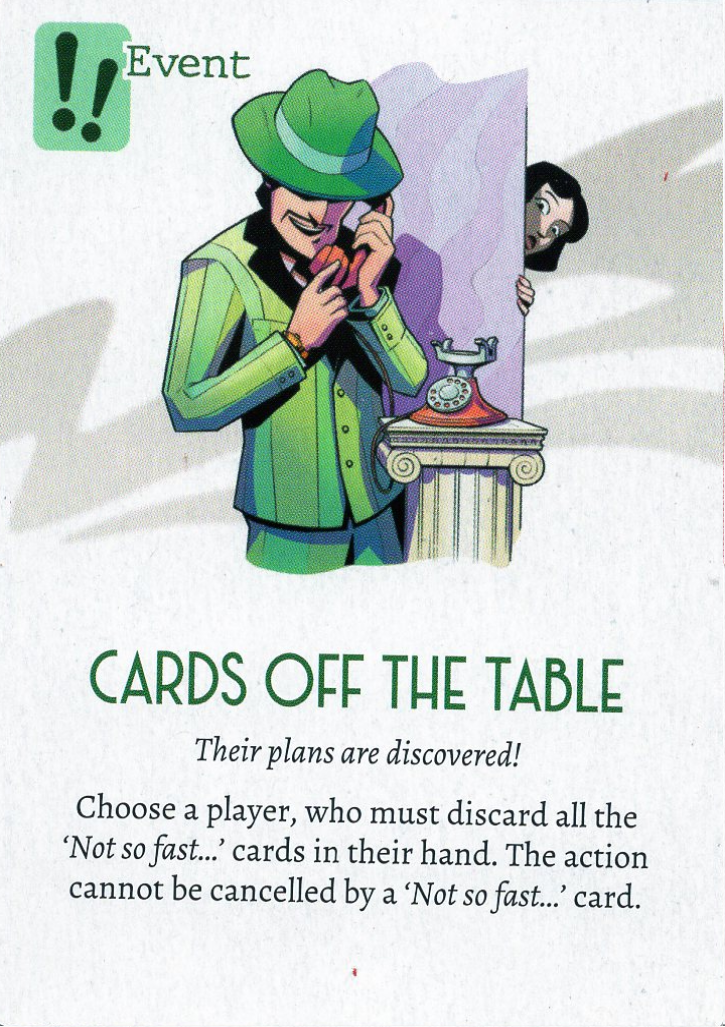 !!
Event
CARDS OFF THE TABLE
Their plans are discovered!
Choose a player, who must discard all the
‘Not so fast...’ cards in their hand. The action
cannot be cancelled by a ‘Not so fast...’ card.